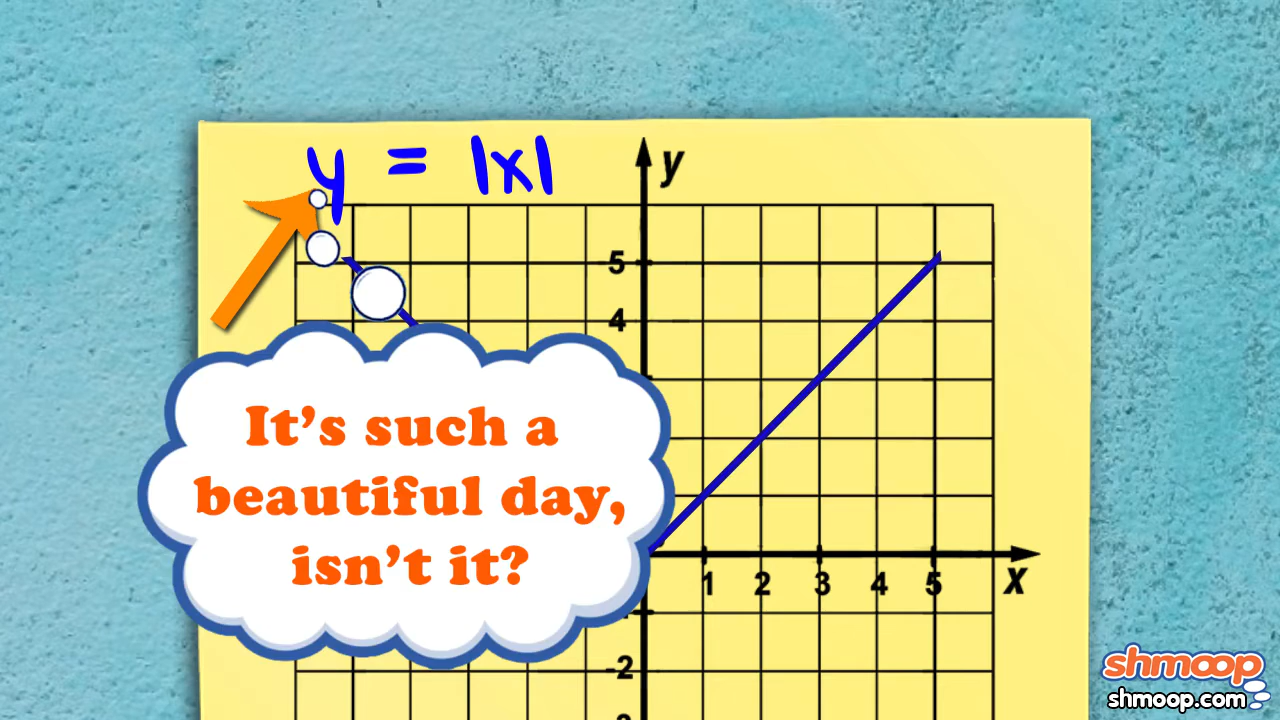 y = |x|
y
5
4
It's such a
beautiful day,
isn't it?
1 2 3 4 5
x
-2
shmoop
shmoop.com